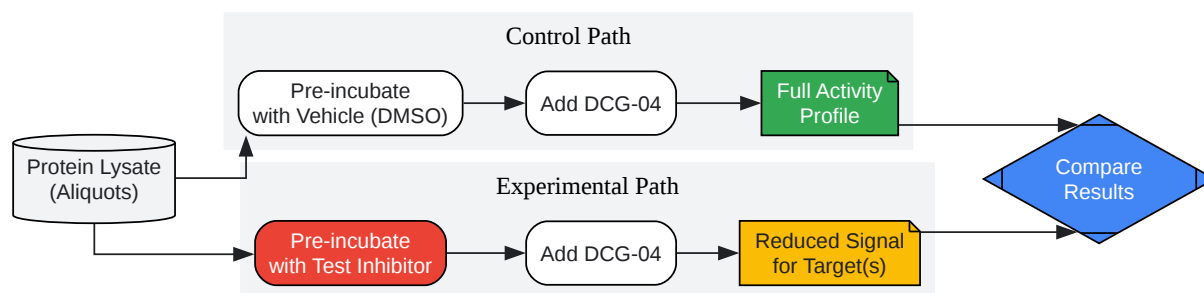 Control Path
Pre-incubate
with Vehicle (DMSO)
Add DCG-04
Full Activity
Profile
Protein Lysate
(Aliquots)
Compare
Results
Experimental Path
Pre-incubate
with Test Inhibitor
Add DCG-04
Reduced Signal
for Target(s)